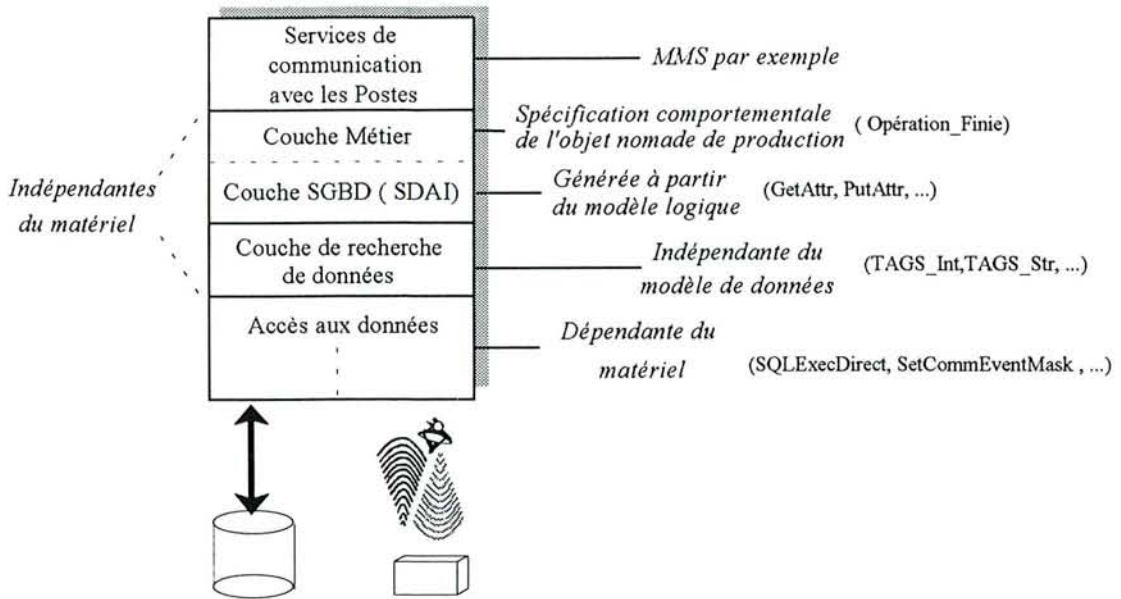 Services de
communication
avec les Postes
MMS par exemple
Couche Métier
Spécification comportementale
de l'objet nomade de production
( Opération_Finie)
Indépendantes
du matériel
Couche SGBD ( SDAI)
Générée à partir
du modèle logique
(GetAttr, PutAttr, ...)
Couche de recherche
de données
Indépendante du
modèle de données
(TAGS_Int,TAGS_Str, ...)
Accès aux données
Dépendante du
matériel
(SQLExecDirect, SetCommEventMask , ...)